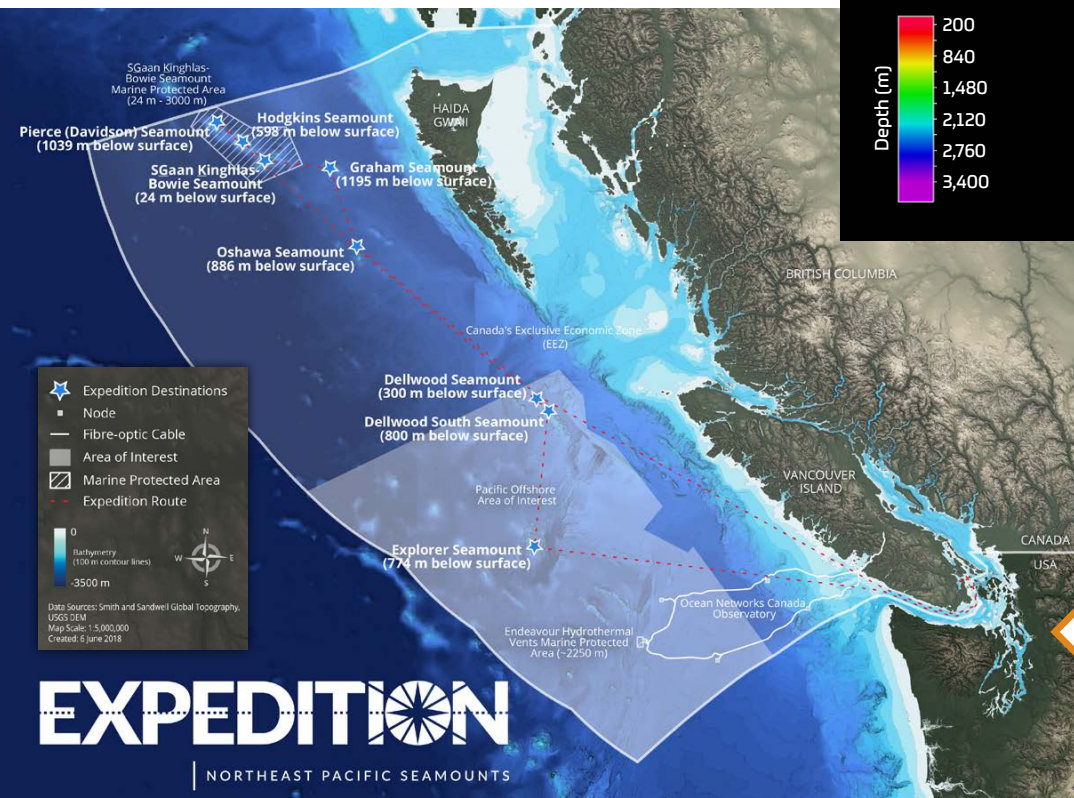 Depth (m)
200
840
1,480
2,120
2,760
3,400
SGaan Kinghlas-
Bowie Seamount
Marine Protected Area
(24 m - 3000 m)
Pierce (Davidson) Seamount
(1039 m below surface)
Hodgkins Seamount
(598 m below surface)
SGaan Kinghlas-
Bowie Seamount
(24 m below surface)
Graham Seamount
(1195 m below surface)
HAIDA
GWAII
Oshawa Seamount
(886 m below surface)
BRITISH COLUMBIA
Canada's Exclusive Economic Zone
(EEZ)
Dellwood Seamount
(300 m below surface)
Dellwood South Seamount
(800 m below surface)
VANCOUVER
ISLAND
Pacific Offshore
Area of Interest
CANADA
USA
Explorer Seamount
(774 m below surface)
Ocean Networks Canada
Observatory
Endeavour Hydrothermal
Vents Marine Protected
Area (~2250 m)
Expedition Destinations
Node
Fibre-optic Cable
Area of Interest
Marine Protected Area
Expedition Route
0
Bathymetry
(100 m contour lines)
-3500 m
N
W
E
S
Data Sources: Smith and Sandwell Global Topography,
USGS DEM
Map Scale: 1:5,000,000
Created: 6 June 2018
EXPEDITION
NORTHEAST PACIFIC SEAMOUNTS